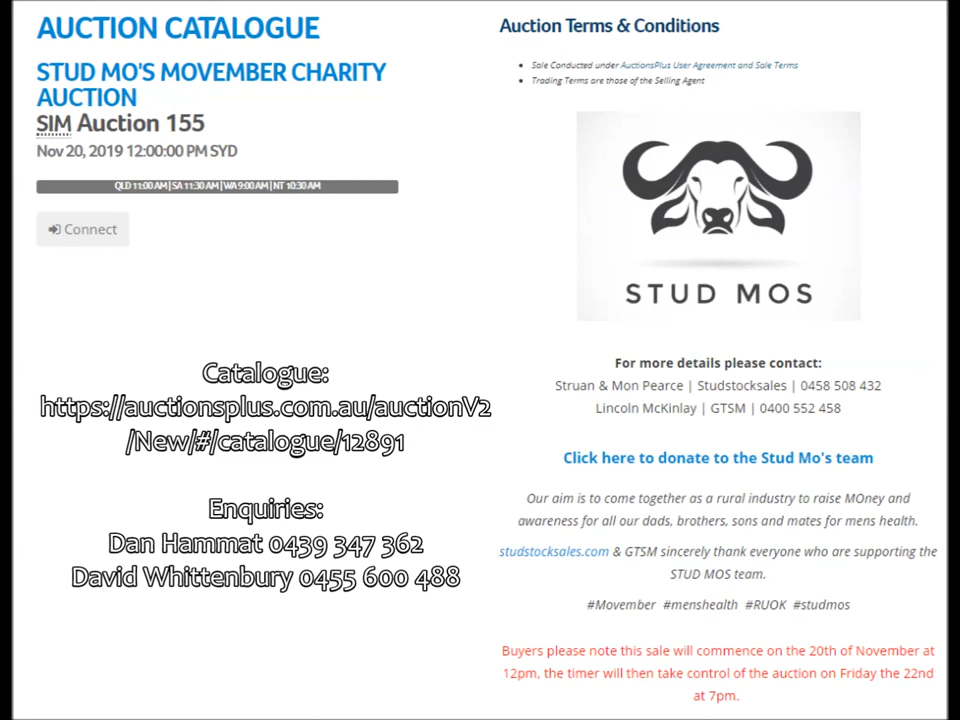 AUCTION CATALOGUE
STUD MO'S MOVEMBER CHARITY
AUCTION
SIM Auction 155
Nov 20, 2019 12:00:00 PM SYD
QLD 11:00 AM | SA 11:30 AM | WA 9:00 AM | NT 10:30 AM
Connect
Catalogue:
https://auctionsplus.com.au/auctionV2
/New/#/catalogue/12891
Enquiries:
Dan Hammat 0439 347 362
David Whittenbury 0455 600 488
Auction Terms & Conditions
• Sale Conducted under AuctionsPlus User Agreement and Sale Terms
• Trading Terms are those of the Selling Agent
STUD MOS
For more details please contact:
Struan & Mon Pearce | Studstocksales | 0458 508 432
Lincoln McKinlay | GTSM | 0400 552 458
Click here to donate to the Stud Mo's team
Our aim is to come together as a rural industry to raise MOney and
awareness for all our dads, brothers, sons and mates for mens health.
studstocksales.com & GTSM sincerely thank everyone who are supporting the
STUD MOS team.
#Movember #menshealth #RUOK #studmos
Buyers please note this sale will commence on the 20th of November at
12pm, the timer will then take control of the auction on Friday the 22nd
at 7pm.